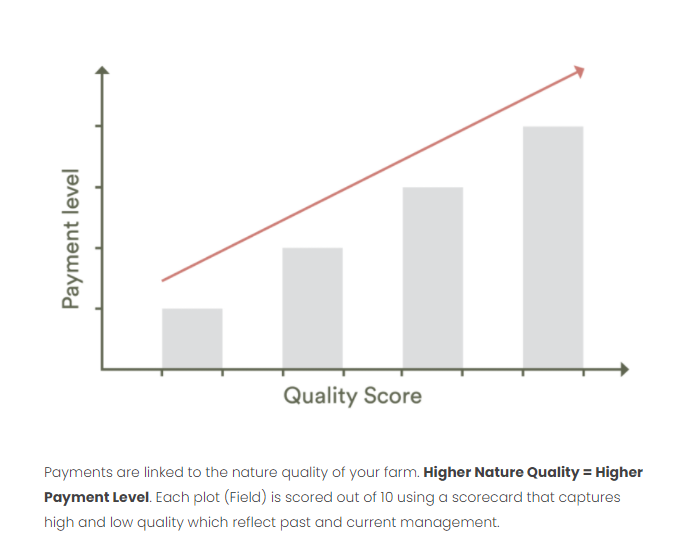 Payment level
Quality Score
Payments are linked to the nature quality of your farm. Higher Nature Quality = Higher
Payment Level. Each plot (Field) is scored out of 10 using a scorecard that captures
high and low quality which reflect past and current management.